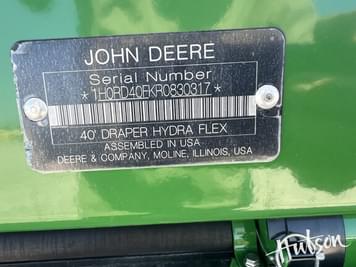 JOHN DEERE
Serial Number
*1H0RD40FKR0830317*
40' DRAPER HYDRA FLEX
ASSEMBLED IN USA
DEERE & COMPANY, MOLINE, ILLINOIS, USA
Hutson